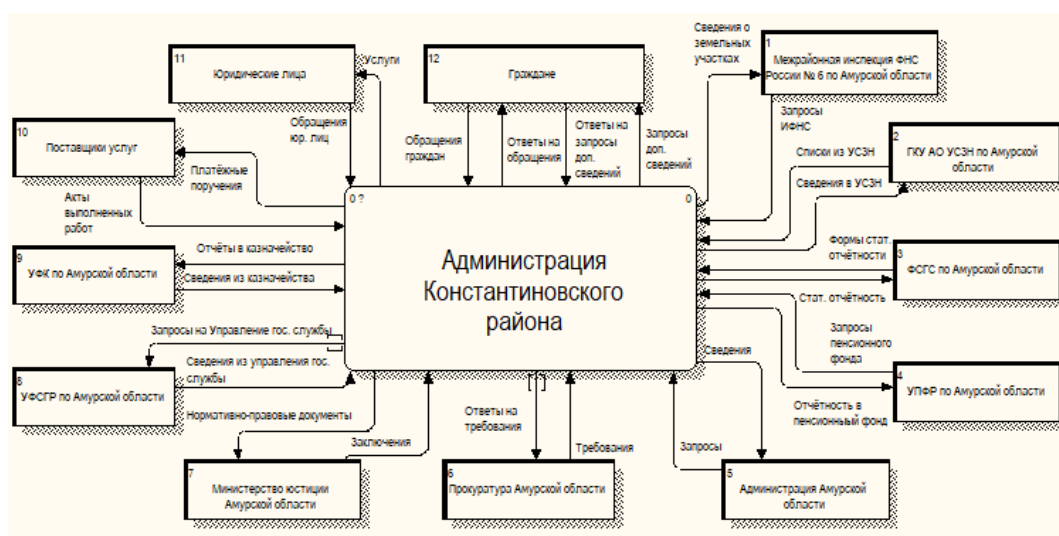 11
Юридические лица
Услуги
12
Граждане
Сведения о
земельных
участках
1
Межрайонная инспекция ФНС
России № 6 по Амурской области
Обращения
юр. лиц
Обращения
граждан
Ответы на
обращения
Ответы на
запросы
доп.
сведений
Запросы
доп.
сведений
Запросы
ИФНС
10
Поставщики услуг
Платёжные
поручения
Акты
выполненных
работ
Списки из УСЗН
Сведения в УСЗН
2
ГКУ АО УСЗН по Амурской
области
0 ?
0
Администрация
Константиновского
района
9
УФК по Амурской области
Отчёты в казначейство
Сведения из казначейства
Формы стат.
отчётности
3
ФСГС по Амурской области
Стат. отчётность
Запросы на Управление гос. службы
Сведения из управления гос.
службы
8
УФСГР по Амурской области
Запросы
пенсионного
фонда
4
УПФР по Амурской области
Отчётность в
пенсионныый фонд
Сведения
Нормативно-правовые документы
Заключения
Ответы на
требования
Требования
Запросы
7
Министерство юстиции
Амурской области
6
Прокуратура Амурской области
5
Администрация Амурской
области